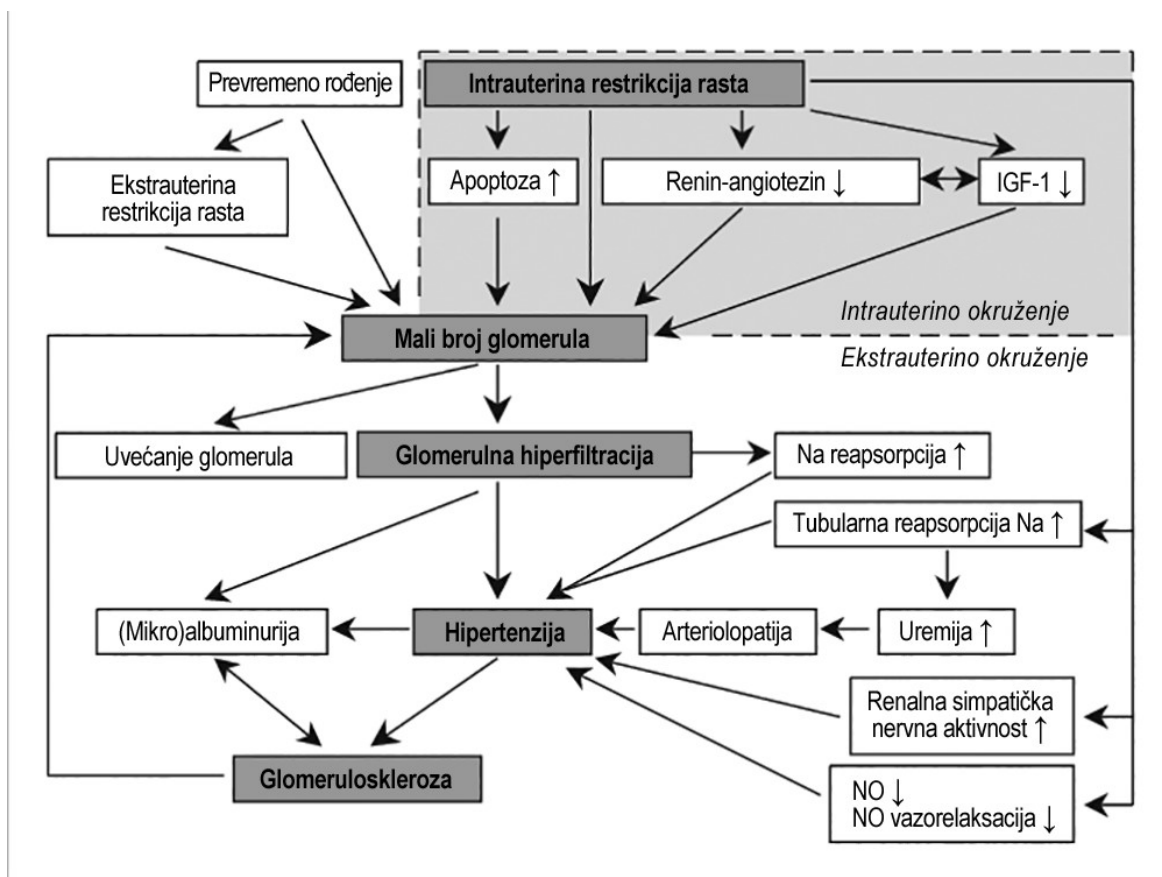 Prevremeno rođenje
Intrauterina restrikcija rasta
Ekstrauterina
restrikcija rasta
Apoptoza ↑
Renin-angiotezin ↓
IGF-1 ↓
Intrauterino okruženje
Mali broj glomerula
Ekstrauterino okruženje
Uvećanje glomerula
Glomerulna hiperfiltracija
Na reapsorpcija ↑
Tubularna reapsorpcija Na ↑
(Mikro)albuminurija
Hipertenzija
Arteriolopatija
Uremija ↑
Renalna simpatička
nervna aktivnost ↑
Glomeruloskleroza
NO ↓
NO vazorelaksacija ↓